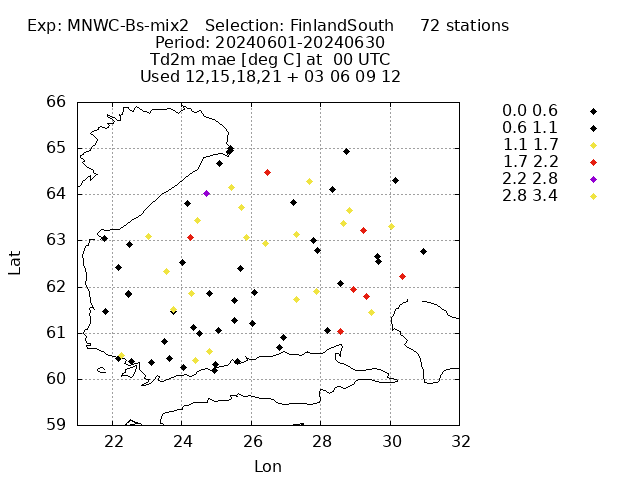 Exp: MNWC-Bs-mix2 Selection: FinlandSouth 72 stations
Period: 20240601-20240630
Td2m mae [deg C] at 00 UTC
Used 12,15,18,21 + 03 06 09 12
66
65
64
63
62
61
60
59
Lat
22 24 26 28 30 32
Lon
0.0 0.6
0.6 1.1
1.1 1.7
1.7 2.2
2.2 2.8
2.8 3.4